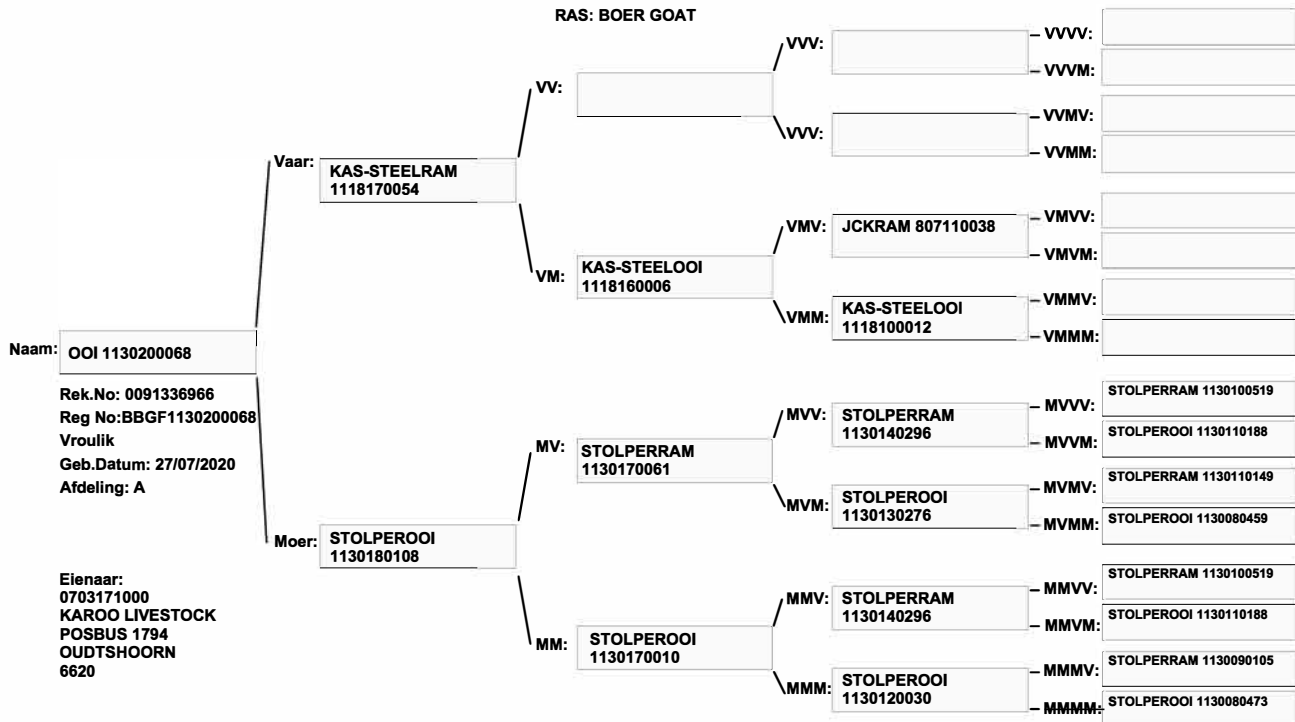 RAS: BOER GOAT
Naam: OOI 1130200068
Rek.No: 0091336966
Reg No:BBGF1130200068
Vroulik
Geb.Datum: 27/07/2020
Afdeling: A
Eienaar:
0703171000
KAROO LIVESTOCK
POSBUS 1794
OUDTSHOORN
6620
Vaar: KAS-STEELRAM
1118170054
Moer: STOLPEROOI
1130180108
VV:
VM: KAS-STEELOOI
1118160006
MV: STOLPERRAM
1130170061
MM: STOLPEROOI
1130170010
VVV:
VVV:
VMV: JCKRAM 807110038
VMM: KAS-STEELOOI
1118100012
MVV: STOLPERRAM
1130140296
MVM: STOLPEROOI
1130130276
MMV: STOLPERRAM
1130140296
MMM: STOLPEROOI
1130120030
VVVV:
VVVM:
VVMV:
VVMM:
VMVV:
VMVM:
VMMV:
VMMM:
MVVV: STOLPERRAM 1130100519
MVVM: STOLPEROOI 1130110188
MVMV: STOLPERRAM 1130110149
MVMM: STOLPEROOI 1130080459
MMVV: STOLPERRAM 1130100519
MMVM: STOLPEROOI 1130110188
MMMV: STOLPERRAM 1130090105
MMMM: STOLPEROOI 1130080473